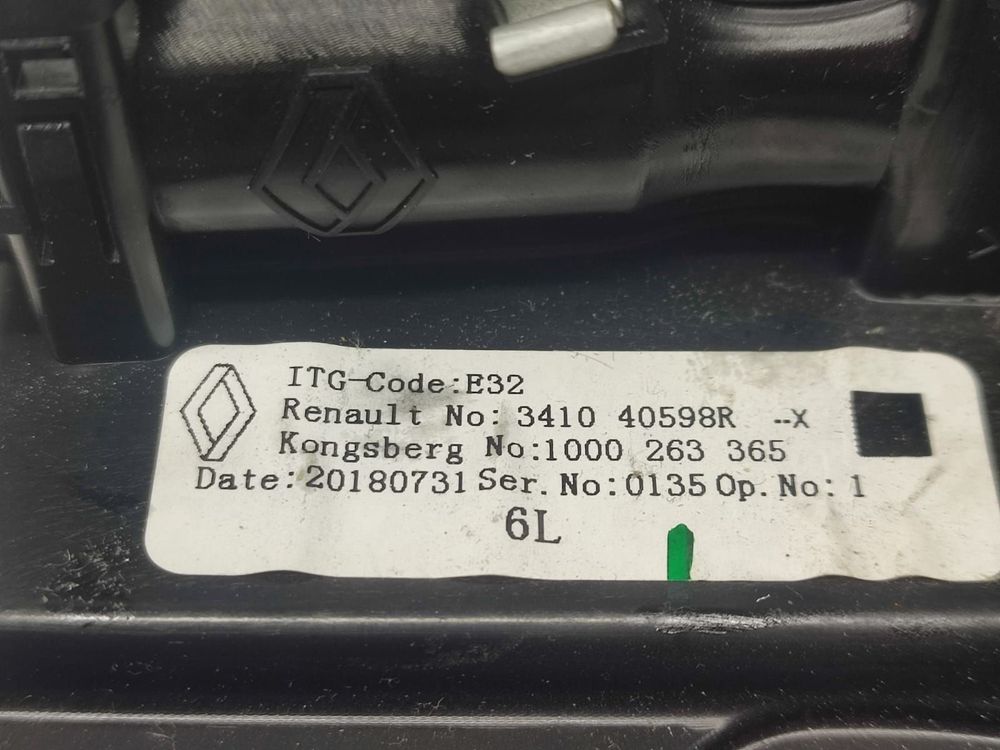 ITG-Code:E32
Renault No: 3410 40598R --X
Kongsberg No:1000 263 365
Date:20180731 Ser. No:0135 Op. No: 1
6L